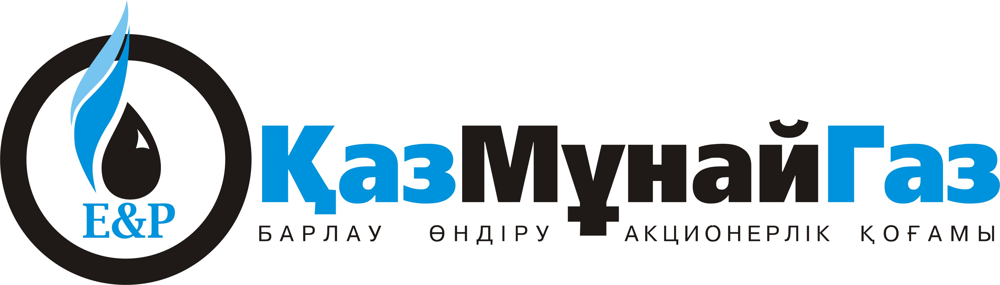 ҚазМұнайГаз
E&P
БАРЛАУ ӨНДІРУ АКЦИОНЕРЛІК ҚОҒАМЫ